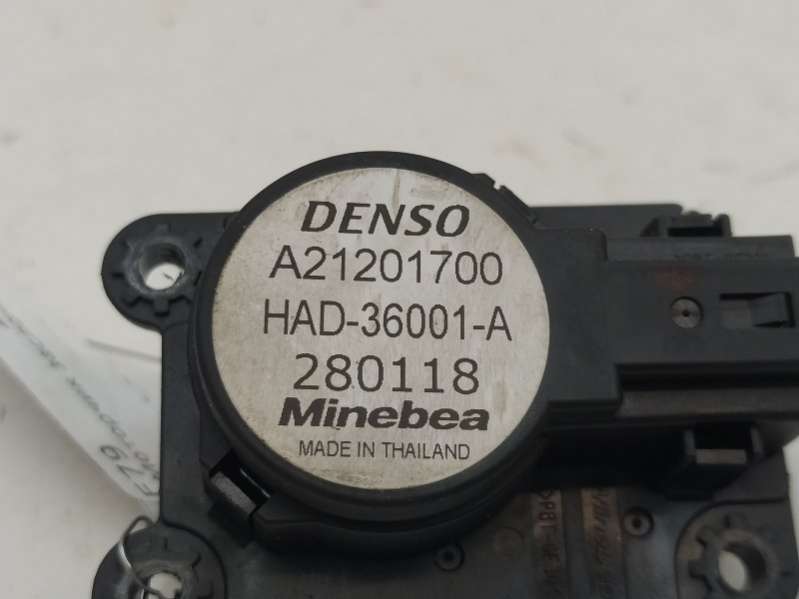 DENSO
A21201700
HAD-36001-A
280118
Minebea
MADE IN THAILAND